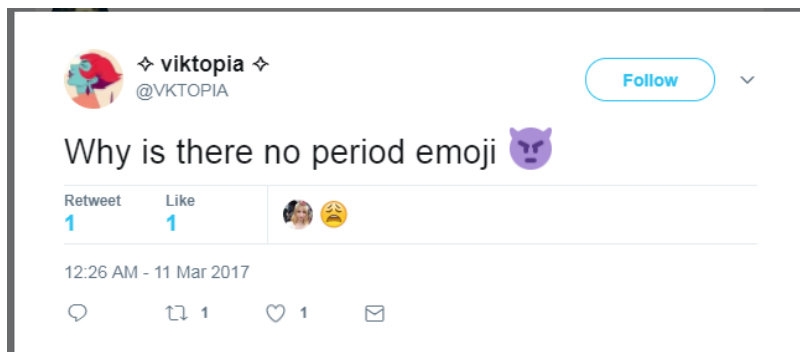 ✧ viktopia ✧
@VKTOPIA
Follow
Why is there no period emoji 👿
Retweet Like
1 1
12:26 AM - 11 Mar 2017
1 1